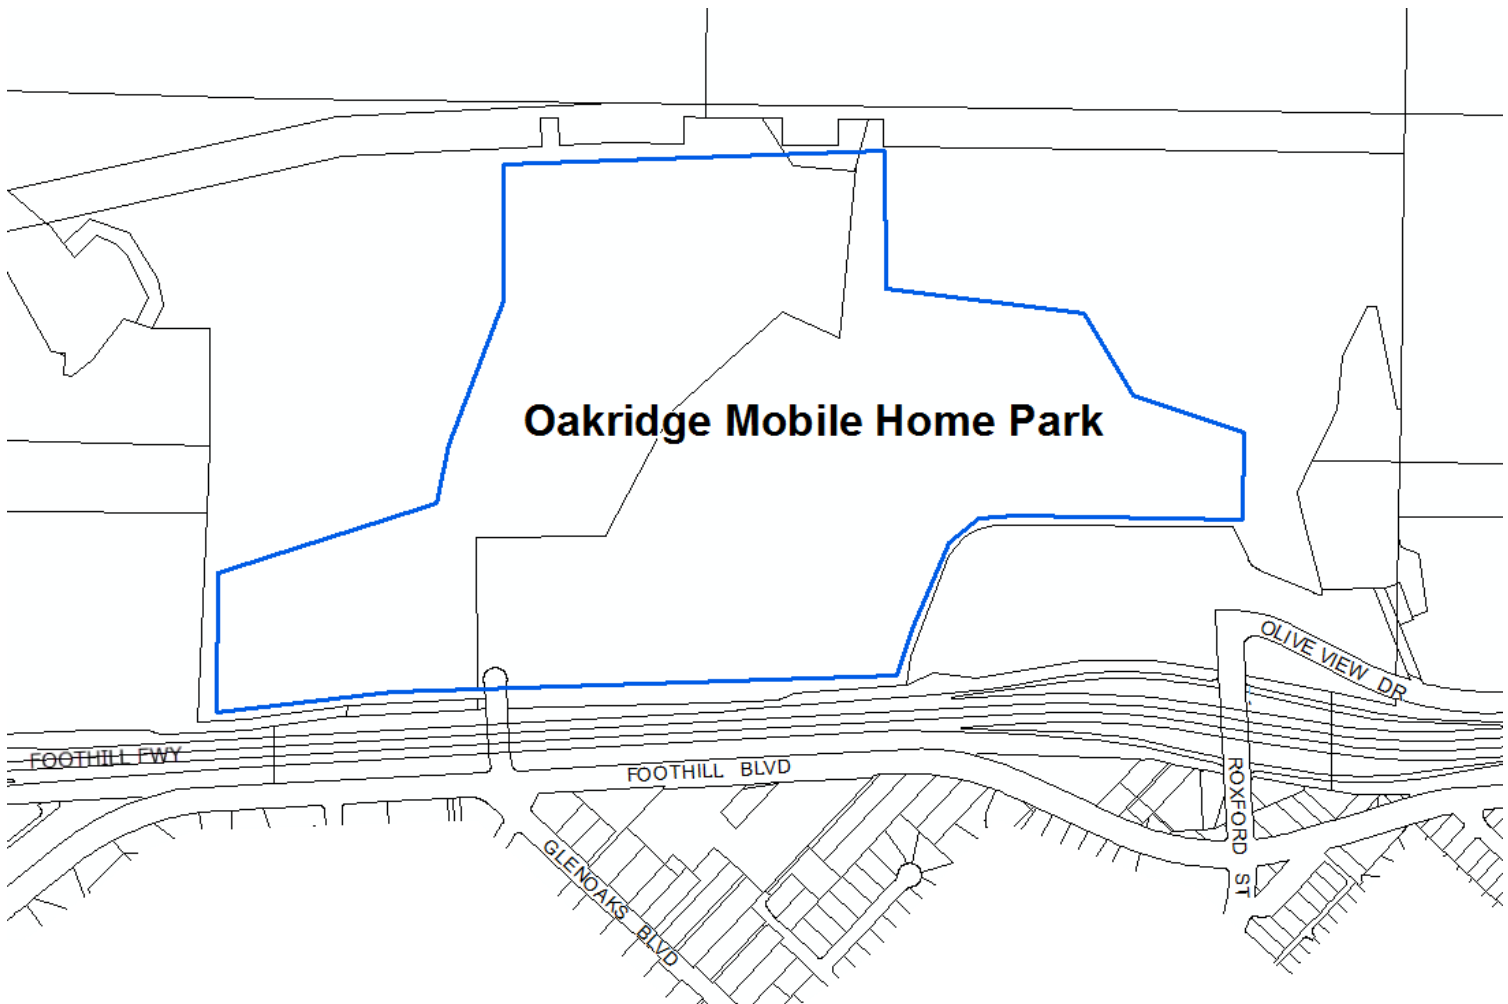 Oakridge Mobile Home Park
OLIVE VIEW DR
FOOTHILL FWY
FOOTHILL BLVD
ROXFORD ST
GLENOAKS BLVD